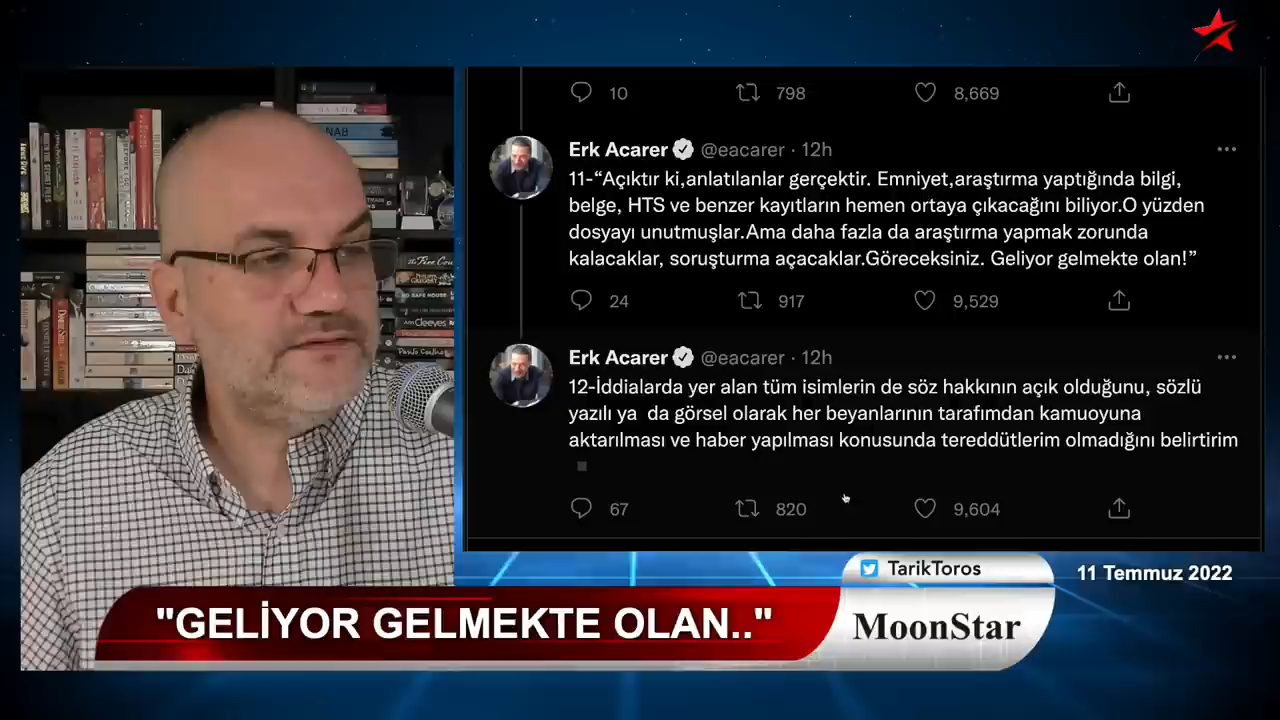 10 798 8,669
Erk Acarer @eacarer · 12h
11-“Açıktır ki,anlatılanlar gerçektir. Emniyet,araştırma yaptığında bilgi,
belge, HTS ve benzer kayıtların hemen ortaya çıkacağını biliyor.O yüzden
dosyayı unutmuşlar.Ama daha fazla da araştırma yapmak zorunda
kalacaklar, soruşturma açacaklar.Göreceksiniz. Geliyor gelmekte olan!”
24 917 9,529
Erk Acarer @eacarer · 12h
12-İddialarda yer alan tüm isimlerin de söz hakkının açık olduğunu, sözlü
yazılı ya da görsel olarak her beyanlarının tarafımdan kamuoyuna
aktarılması ve haber yapılması konusunda tereddütlerim olmadığını belirtirim
67 820 9,604
TarikToros
11 Temmuz 2022
"GELİYOR GELMEKTE OLAN.."
MoonStar